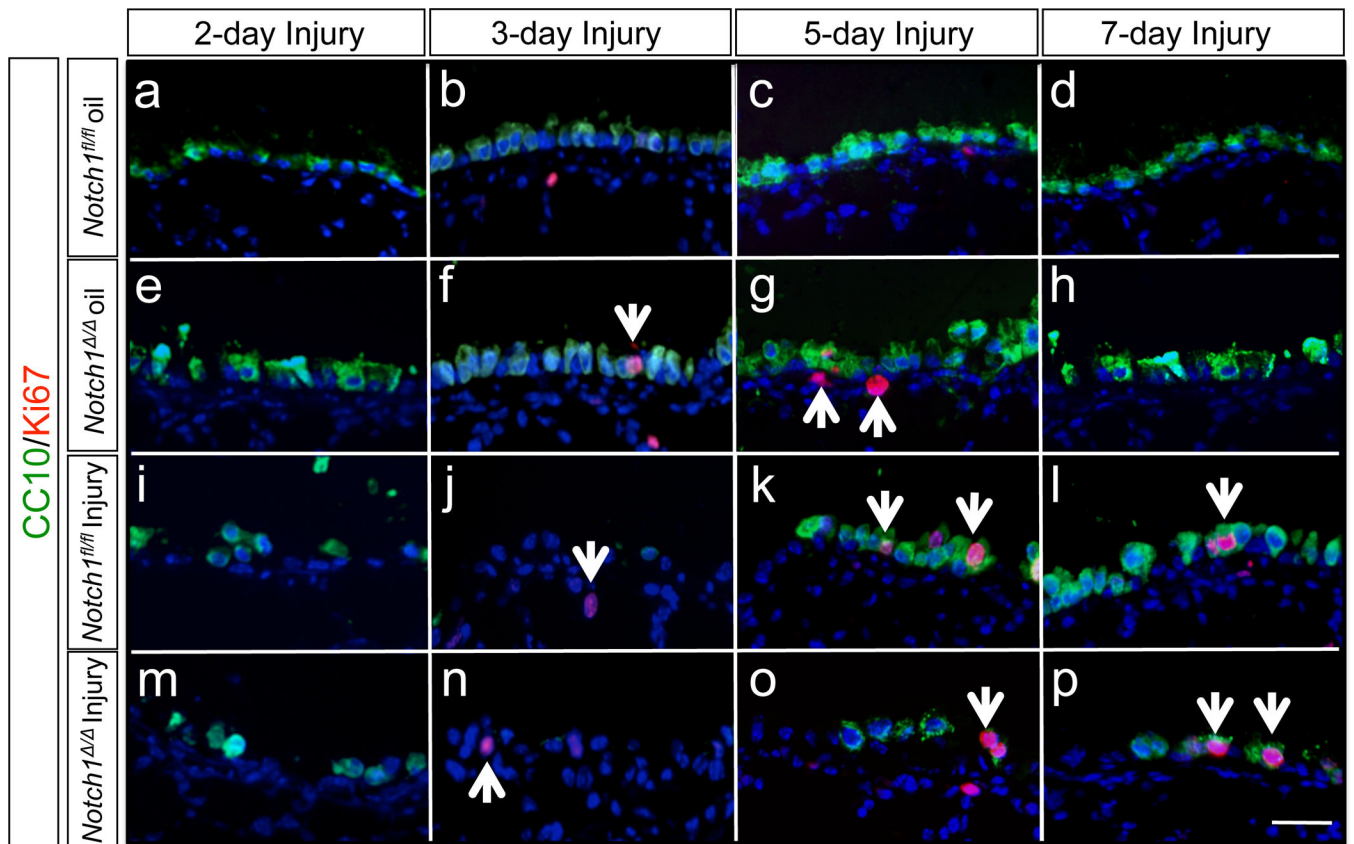 2-day Injury
3-day Injury
5-day Injury
7-day Injury
CC10/Ki67
Notch1fl/fl oil
a
b
c
d
Notch1Δ/Δ oil
e
f
g
h
Notch1fl/fl Injury
i
j
k
l
Notch1Δ/Δ Injury
m
n
o
p